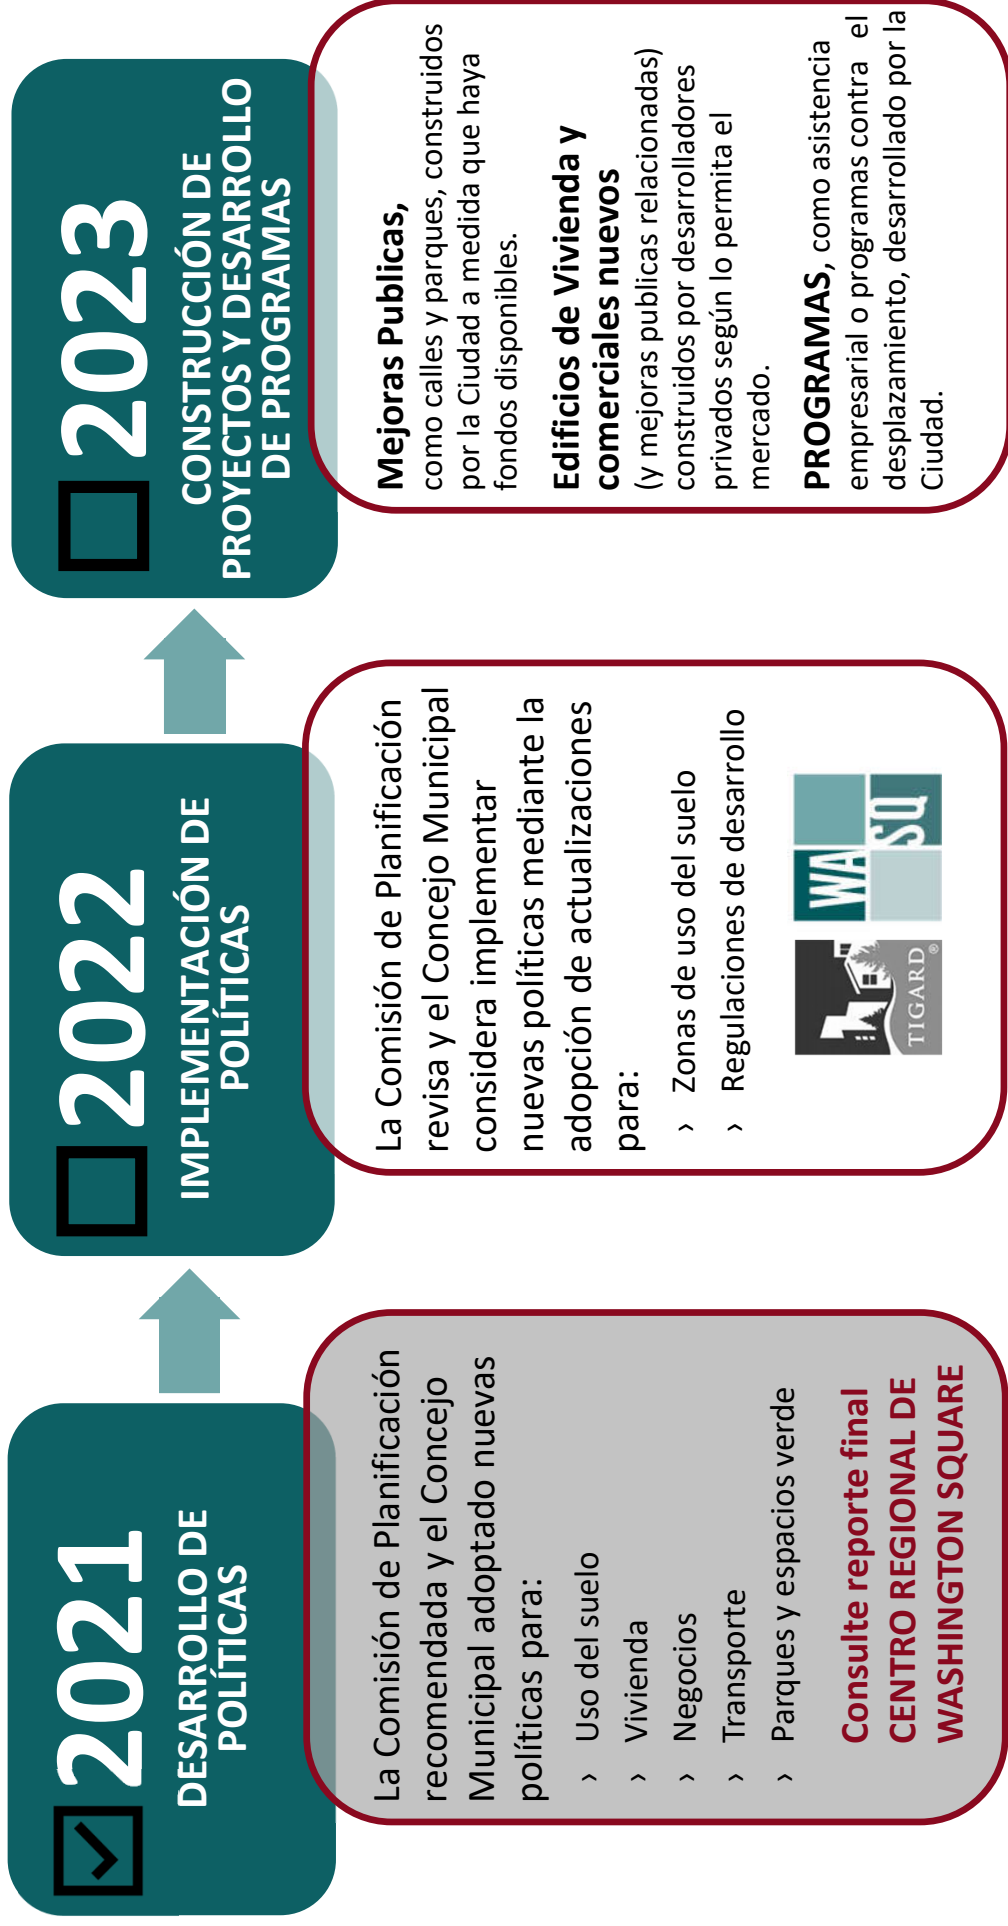 2021
DESARROLLO DE
POLÍTICAS
La Comisión de Planificación
recomendada y el Concejo
Municipal adoptado nuevas
políticas para:
› Uso del suelo
› Vivienda
› Negocios
› Transporte
› Parques y espacios verde
Consulte reporte final
CENTRO REGIONAL DE
WASHINGTON SQUARE
2022
IMPLEMENTACIÓN DE
POLÍTICAS
La Comisión de Planificación
revisa y el Concejo Municipal
considera implementar
nuevas políticas mediante la
adopción de actualizaciones
para:
› Zonas de uso del suelo
› Regulaciones de desarrollo
TIGARD®
WA
SQ
2023
CONSTRUCCIÓN DE
PROYECTOS Y DESARROLLO
DE PROGRAMAS
Mejoras Publicas,
como calles y parques, construidos
por la Ciudad a medida que haya
fondos disponibles.
Edificios de Vivienda y
comerciales nuevos
(y mejoras publicas relacionadas)
construidos por desarrolladores
privados según lo permita el
mercado.
PROGRAMAS, como asistencia
empresarial o programas contra el
desplazamiento, desarrollado por la
Ciudad.